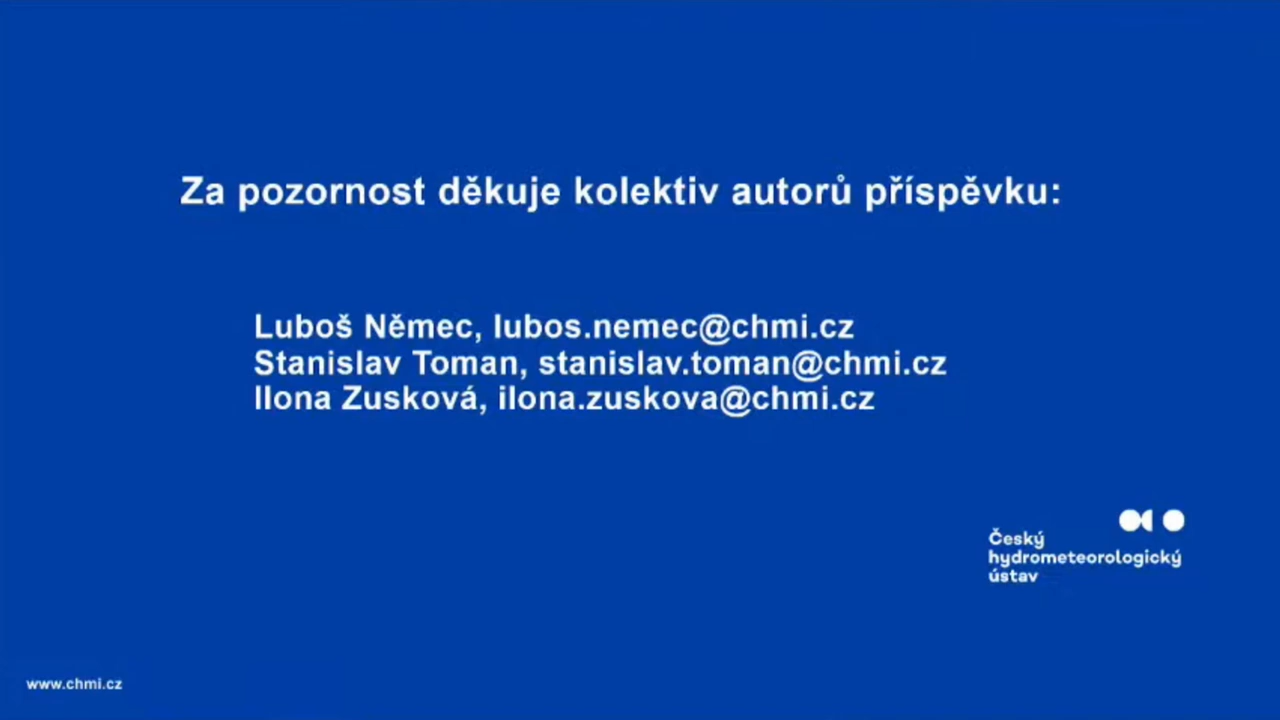 Za pozornost děkuje kolektiv autorů příspěvku:
Luboš Němec, lubos.nemec@chmi.cz
Stanislav Toman, stanislav.toman@chmi.cz
Ilona Zusková, ilona.zuskova@chmi.cz
Český
hydrometeorologický
ústav
www.chmi.cz